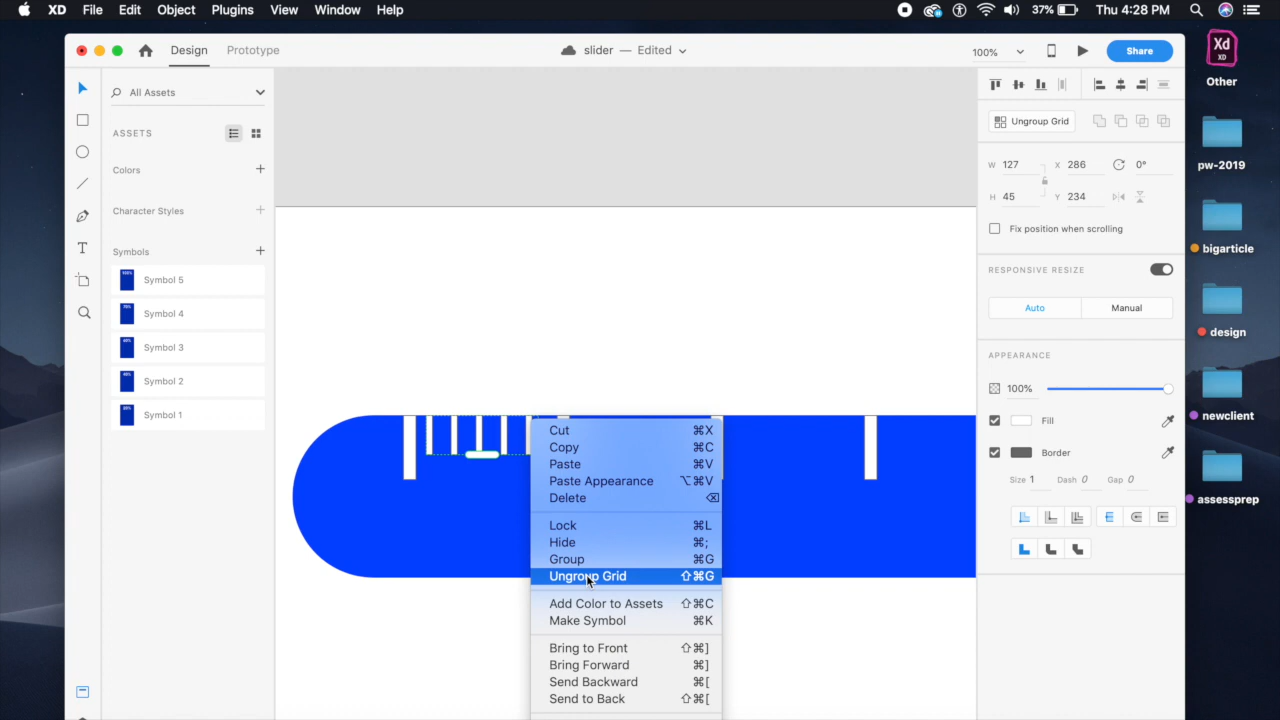 XD File Edit Object Plugins View Window Help 37% Thu 4:28 PM
Design Prototype slider — Edited 100% Share
Xd
XD
Other
pw-2019
bigarticle
design
newclient
assessprep
All Assets
ASSETS
Colors
Character Styles
Symbols
Symbol 5
Symbol 4
Symbol 3
Symbol 2
Symbol 1
Cut ⌘X
Copy ⌘C
Paste ⌘V
Paste Appearance ⌥⌘V
Delete ⌫
Lock ⌘L
Hide ⌘;
Group ⌘G
Ungroup Grid ⇧⌘G
Add Color to Assets ⇧⌘C
Make Symbol ⌘K
Bring to Front ⇧⌘]
Bring Forward ⌘]
Send Backward ⌘[
Send to Back ⇧⌘[
Ungroup Grid
W 127 X 286 0°
H 45 Y 234
Fix position when scrolling
RESPONSIVE RESIZE
Auto Manual
APPEARANCE
100%
Fill
Border
Size 1 Dash 0 Gap 0